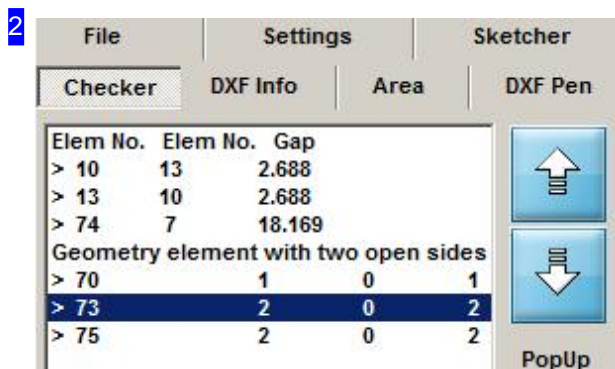 2
File Settings Sketcher
Checker DXF Info Area DXF Pen
Elem No. Elem No. Gap
> 10 13 2.688
> 13 10 2.688
> 74 7 18.169
Geometry element with two open sides
> 70 1 0 1
> 73 2 0 2
> 75 2 0 2
PopUp